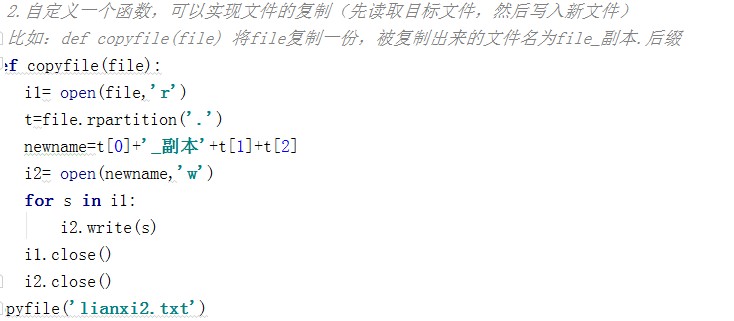 2.自定义一个函数，可以实现文件的复制（先读取目标文件，然后写入新文件）
比如：def copyfile(file) 将file复制一份，被复制出来的文件名为file_副本.后缀
ef copyfile(file):
i1= open(file,'r')
t=file.rpartition('.')
newname=t[0]+'_副本'+t[1]+t[2]
i2= open(newname,'w')
for s in i1:
i2.write(s)
i1.close()
i2.close()
pyfile('lianxi2.txt')